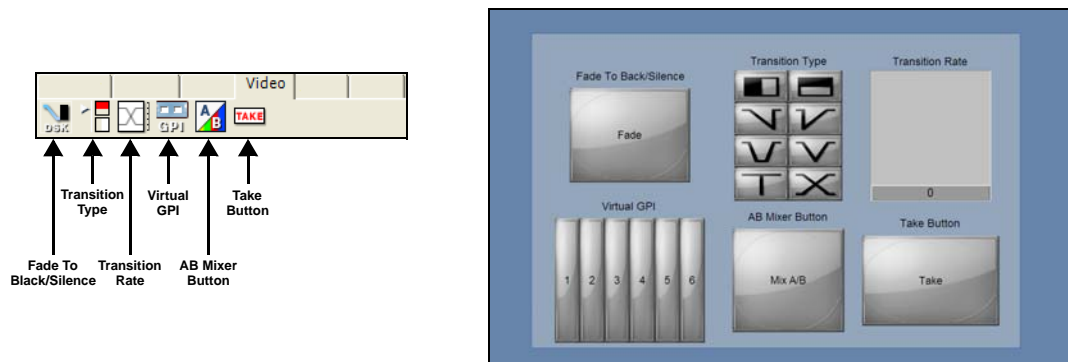 Video
DSK
GPI
A
B
TAKE
Transition
Type
Virtual
GPI
Take
Button
Fade To
Black/Silence
Transition
Rate
AB Mixer
Button
Fade To Back/Silence
Fade
Transition Type
Transition Rate
0
Virtual GPI
1 2 3 4 5 6
AB Mixer Button
Mix A/B
Take Button
Take